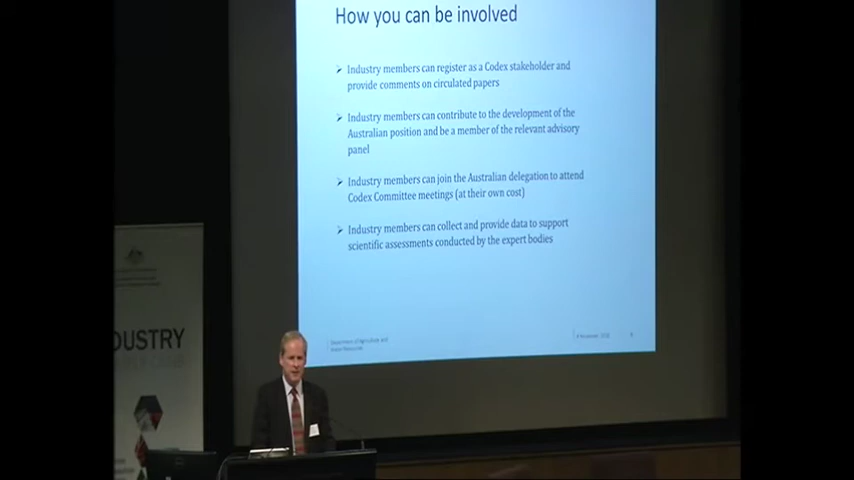 How you can be involved
➢ Industry members can register as a Codex stakeholder and
provide comments on circulated papers
➢ Industry members can contribute to the development of the
Australian position and be a member of the relevant advisory
panel
➢ Industry members can join the Australian delegation to attend
Codex Committee meetings (at their own cost)
➢ Industry members can collect and provide data to support
scientific assessments conducted by the expert bodies
Department of Agriculture and
Water Resources
DUSTRY